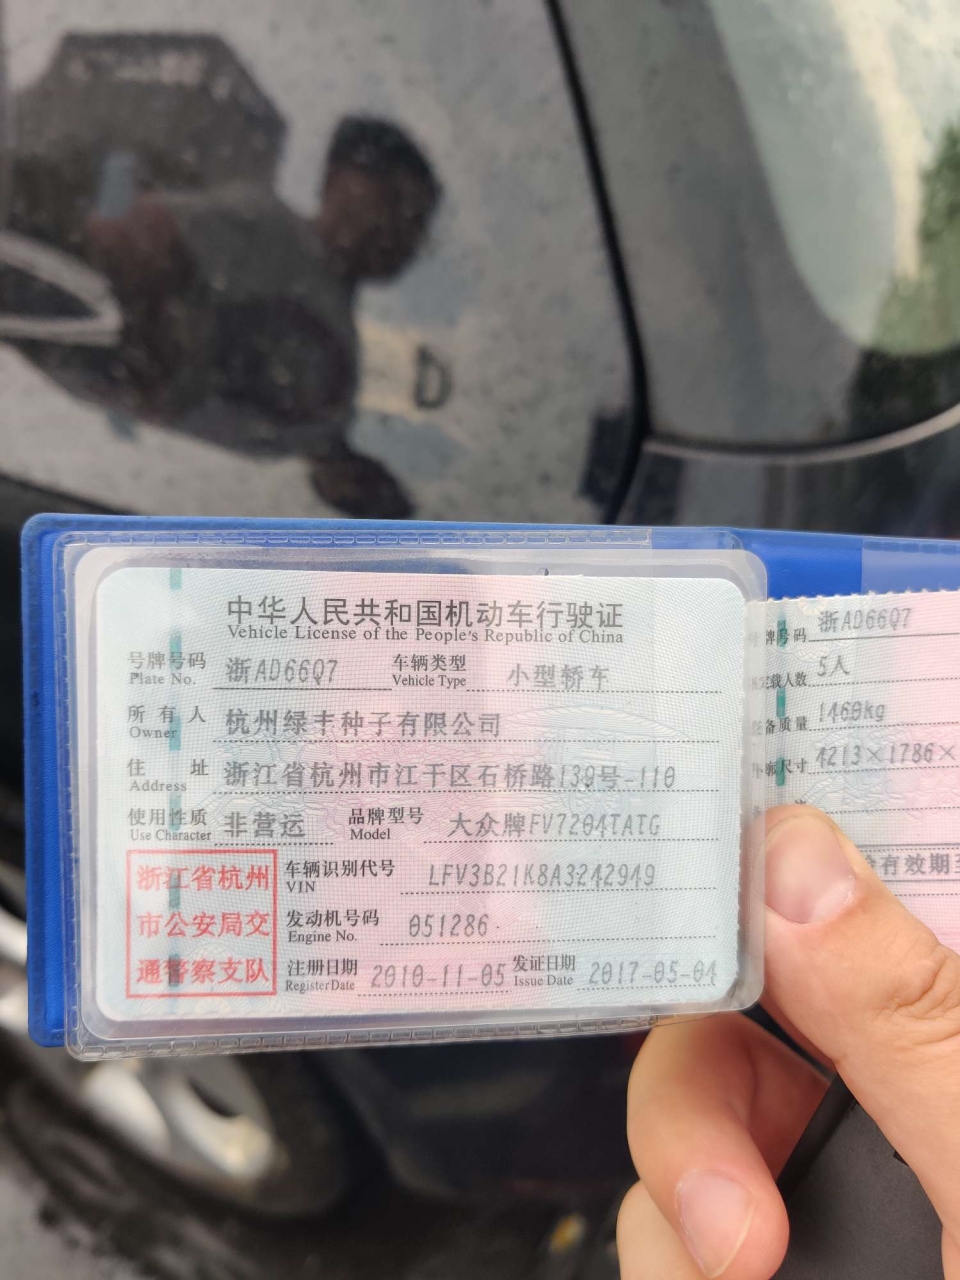 D
中华人民共和国机动车行驶证
Vehicle License of the People's Republic of China
号牌号码 浙AD66Q7 车辆类型 小型轿车
Plate No. Vehicle Type
所有人 杭州绿丰种子有限公司
Owner
住址 浙江省杭州市江干区石桥路139号-110
Address
使用性质 非营运 品牌型号 大众牌FV7204TATG
Use Character Model
浙江省杭州
市公安局交
通警察支队
车辆识别代号 LFV3B21K8A3242949
VIN
发动机号码 051286
Engine No.
注册日期 2010-11-05 发证日期 2017-05-04
Register Date Issue Date
牌号码 浙AD66Q7
载人数 5人
备质量 1460kg
廓尺寸 4213×1786×
有效期至